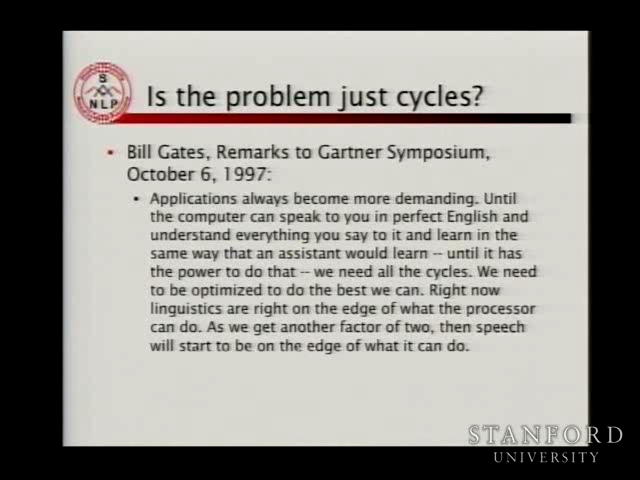 S
NLP
Is the problem just cycles?
• Bill Gates, Remarks to Gartner Symposium,
October 6, 1997:
• Applications always become more demanding. Until
the computer can speak to you in perfect English and
understand everything you say to it and learn in the
same way that an assistant would learn -- until it has
the power to do that -- we need all the cycles. We need
to be optimized to do the best we can. Right now
linguistics are right on the edge of what the processor
can do. As we get another factor of two, then speech
will start to be on the edge of what it can do.
STANFORD
UNIVERSITY